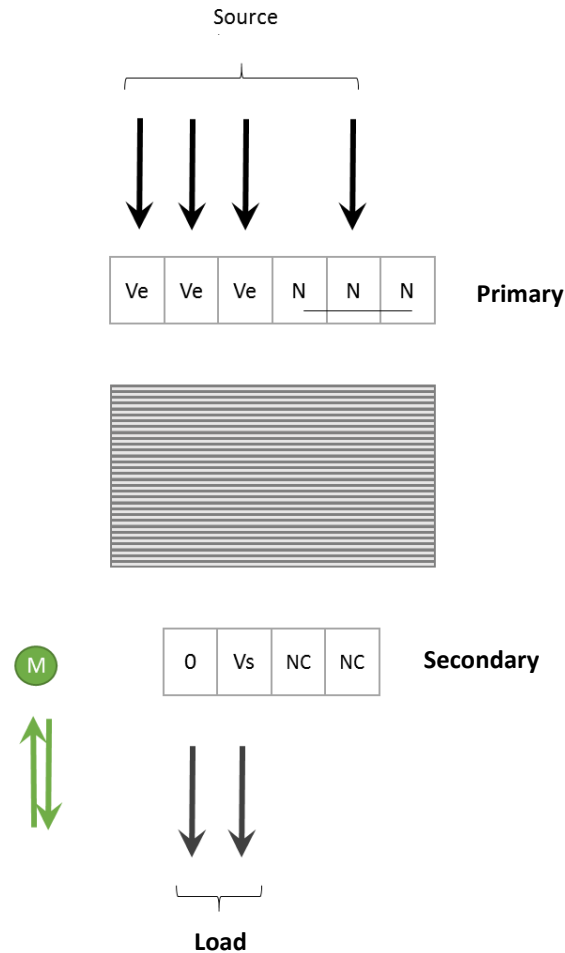 Source
Ve Ve Ve N N N
Primary
M
0 Vs NC NC
Secondary
Load